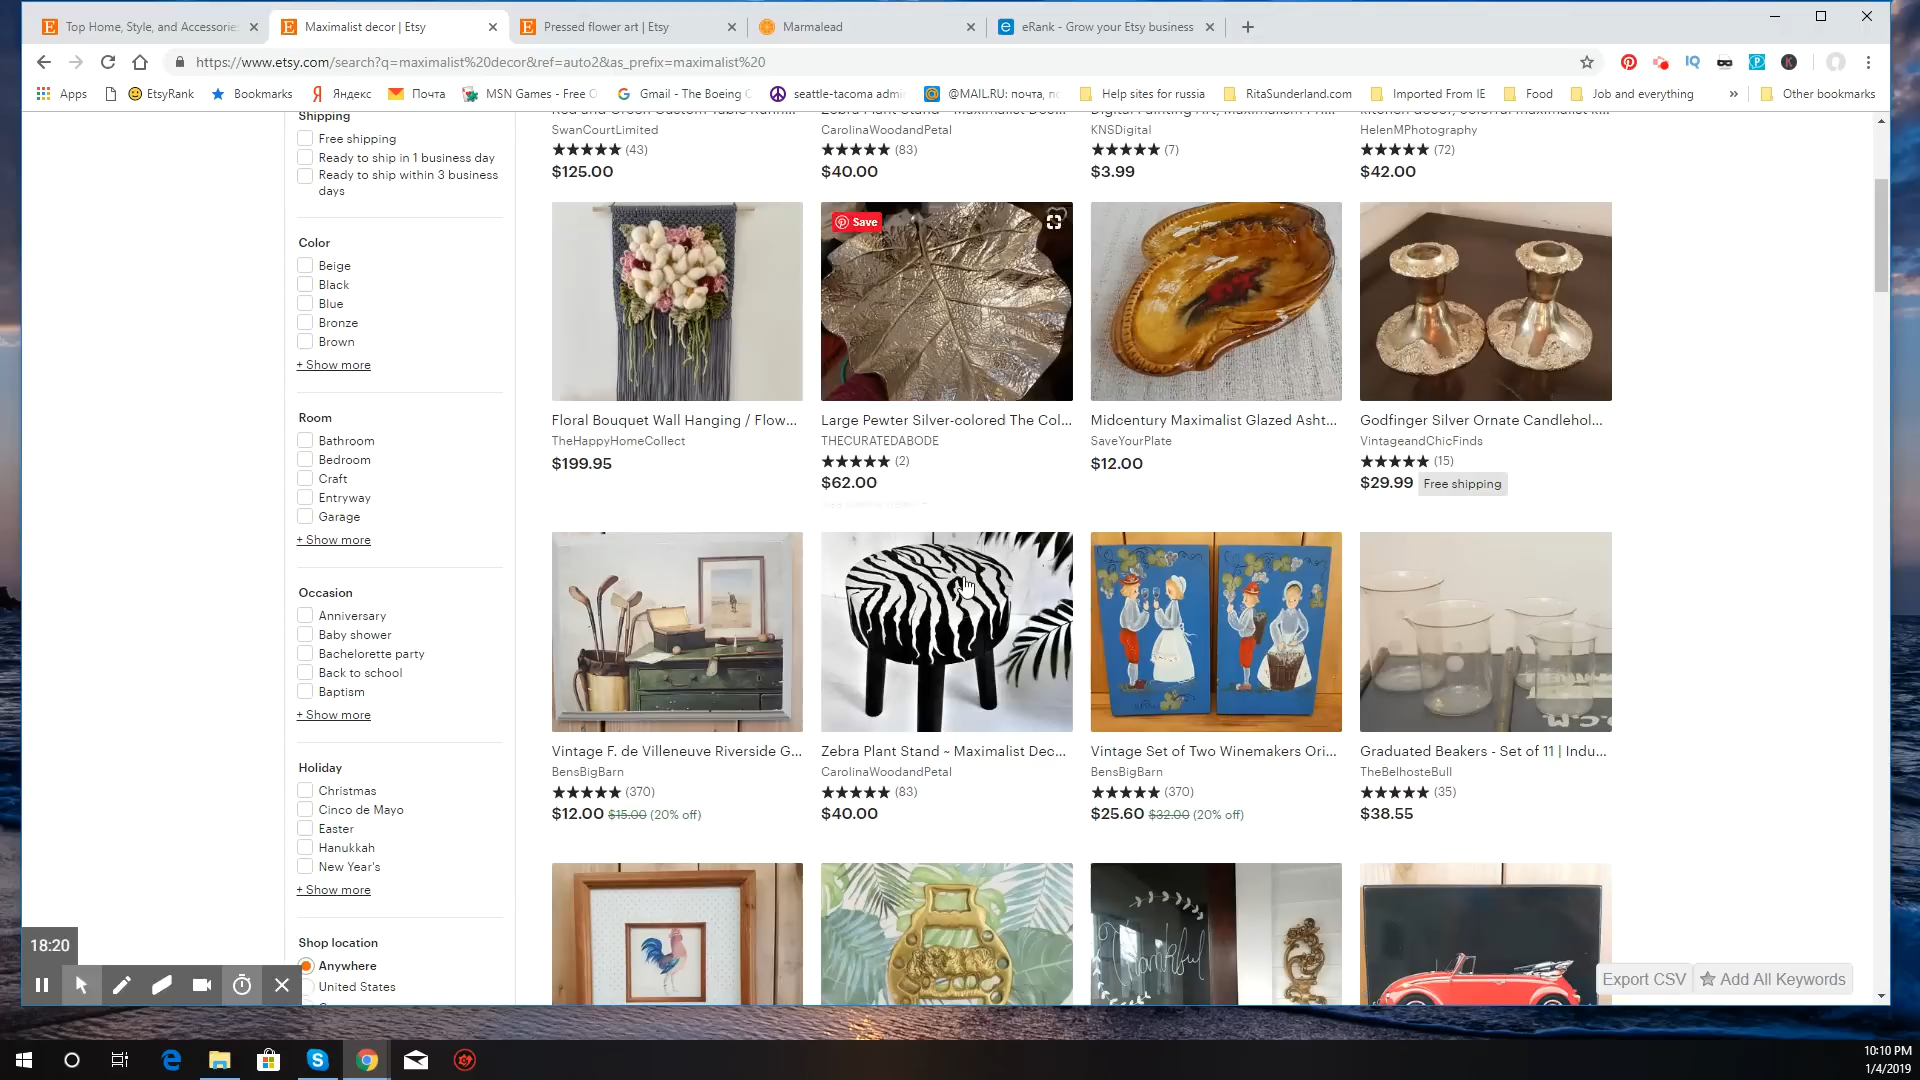 Top Home, Style, and Accessorie
Maximalist decor | Etsy
Pressed flower art | Etsy
Marmalead
eRank - Grow your Etsy business
https://www.etsy.com/search?q=maximalist%20decor&ref=auto2&as_prefix=maximalist%20
Apps
EtsyRank
Bookmarks
Яндекс
Почта
MSN Games - Free
Gmail - The Boeing
seattle-tacoma admi
@MAIL.RU: почта, п
Help sites for russia
RitaSunderland.com
Imported From IE
Food
Job and everything
»
Other bookmarks
Shipping
Free shipping
Ready to ship in 1 business day
Ready to ship within 3 business
days
Color
Beige
Black
Blue
Bronze
Brown
+ Show more
Room
Bathroom
Bedroom
Craft
Entryway
Garage
+ Show more
Occasion
Anniversary
Baby shower
Bachelorette party
Back to school
Baptism
+ Show more
Holiday
Christmas
Cinco de Mayo
Easter
Hanukkah
New Year's
+ Show more
Shop location
Anywhere
United States
SwanCourtLimited
(43)
$125.00
CarolinaWoodandPetal
(83)
$40.00
KNSDigital
(7)
$3.99
HelenMPhotography
(72)
$42.00
Save
Floral Bouquet Wall Hanging / Flow...
TheHappyHomeCollect
$199.95
Large Pewter Silver-colored The Col...
THECURATEDABODE
(2)
$62.00
Midcentury Maximalist Glazed Asht...
SaveYourPlate
$12.00
Godfinger Silver Ornate Candlehol...
VintageandChicFinds
(15)
$29.99 Free shipping
Vintage F. de Villeneuve Riverside G...
BensBigBarn
(370)
$12.00 $15.00 (20% off)
Zebra Plant Stand ~ Maximalist Dec...
CarolinaWoodandPetal
(83)
$40.00
Vintage Set of Two Winemakers Ori...
BensBigBarn
(370)
$25.60 $32.00 (20% off)
Graduated Beakers - Set of 11 | Indu...
TheBelhosteBull
(35)
$38.55
Thankful
Export CSV
Add All Keywords
18:20
10:10 PM
1/4/2019